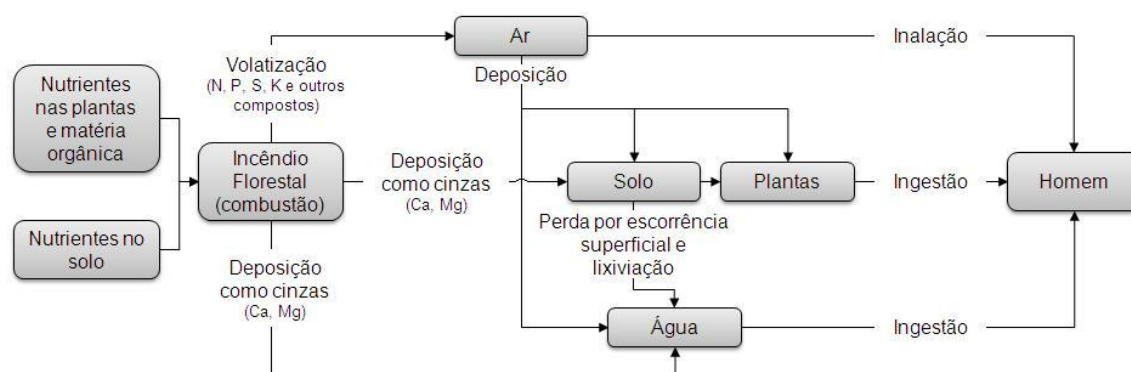 Ar
Inalação
Volatização
(N, P, S, K e outros
compostos)
Deposição
Nutrientes
nas plantas
e matéria
orgânica
Incêndio
Florestal
(combustão)
Deposição
como cinzas
(Ca, Mg)
Solo
Plantas
Ingestão
Homem
Nutrientes no
solo
Perda por escorrência
superficial e
lixiviação
Deposição
como cinzas
(Ca, Mg)
Água
Ingestão